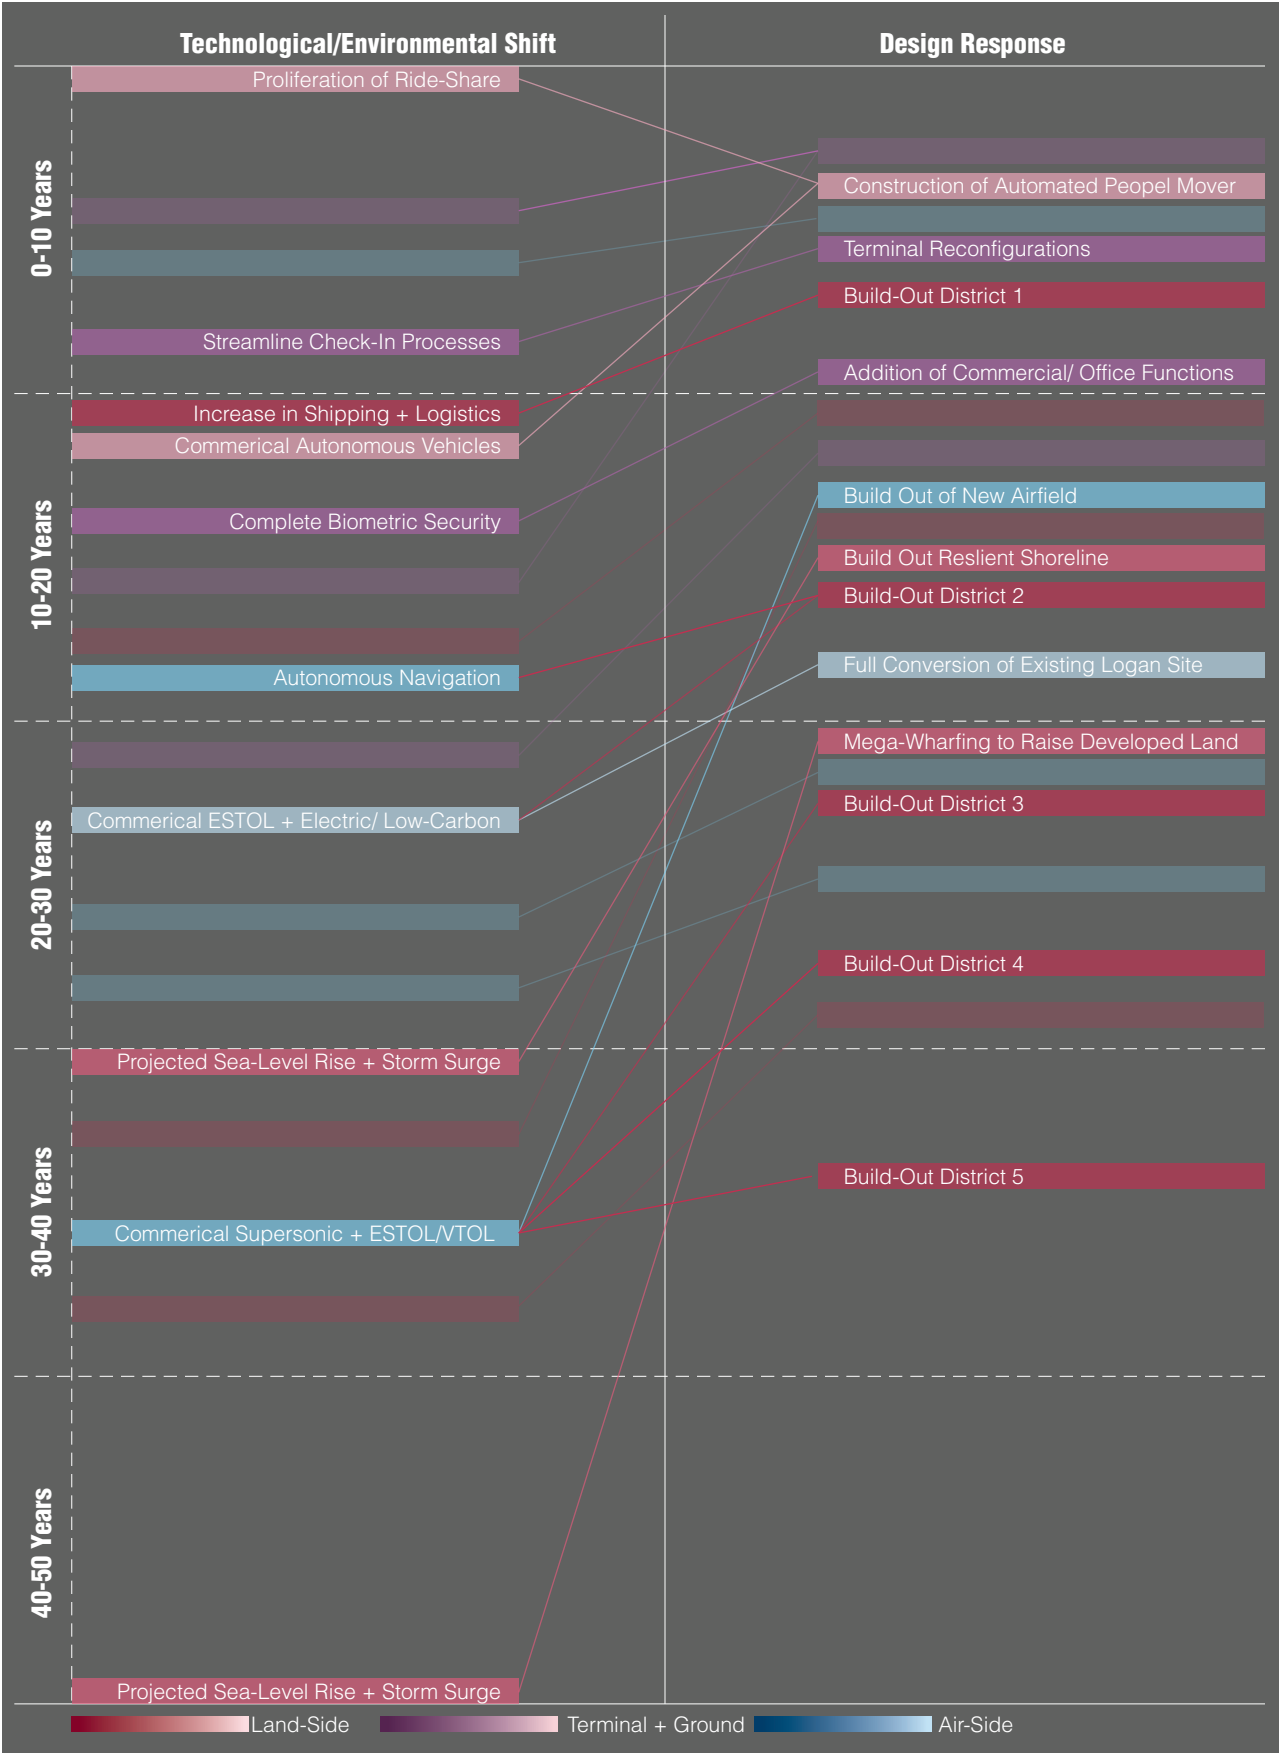 Technological/Environmental Shift
Design Response
0-10 Years
Proliferation of Ride-Share
Streamline Check-In Processes
Construction of Automated Peopel Mover
Terminal Reconfigurations
Build-Out District 1
Addition of Commercial/ Office Functions
10-20 Years
Increase in Shipping + Logistics
Commerical Autonomous Vehicles
Complete Biometric Security
Autonomous Navigation
Build Out of New Airfield
Build Out Reslient Shoreline
Build-Out District 2
Full Conversion of Existing Logan Site
20-30 Years
Commerical ESTOL + Electric/ Low-Carbon
Mega-Wharfing to Raise Developed Land
Build-Out District 3
Build-Out District 4
30-40 Years
Projected Sea-Level Rise + Storm Surge
Commerical Supersonic + ESTOL/VTOL
Build-Out District 5
40-50 Years
Projected Sea-Level Rise + Storm Surge
Land-Side
Terminal + Ground
Air-Side